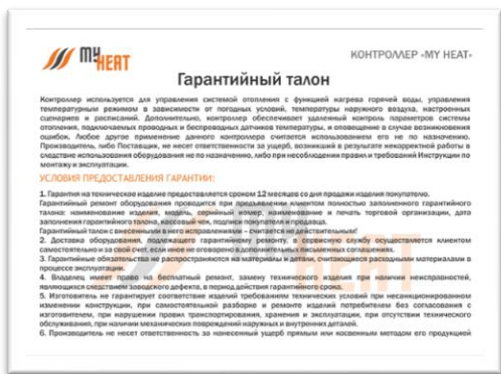 MY HEAT
КОНТРОЛЛЕР «MY HEAT»
Гарантийный талон
Контроллер используется для управления системой отопления с функцией нагрева горячей воды, управления
температурным режимом в зависимости от погодных условий, температуры наружного воздуха, настроенных
сценариев и расписаний. Дополнительно, контроллер обеспечивает удаленный контроль параметров системы
отопления, подключаемых проводных и беспроводных датчиков температуры, и оповещение в случае возникновения
ошибок. Любое другое применение данного контроллера считается использованием его не по назначению.
Производитель, либо Поставщик, не несет ответственности за ущерб, возникший в результате некорректной работы в
следствие использования оборудования не по назначению, либо при несоблюдения правил и требований Инструкции по
монтажу и эксплуатации.
УСЛОВИЯ ПРЕДОСТАВЛЕНИЯ ГАРАНТИИ:
1. Гарантия на техническое изделие предоставляется сроком 12 месяцев со дня продажи изделия покупателю.
Гарантийный ремонт оборудования проводится при предъявлении клиентом полностью заполненного гарантийного
талона: наименование изделия, модель, серийный номер, наименование и печать торговой организации, дата
заполнения гарантийного талона, кассовый чек, подписи покупателя и продавца.
Гарантийный талон с внесенными в него исправлениями – считается действительным!
2. Доставка оборудования, подлежащего гарантийному ремонту, в сервисную службу осуществляется клиентом
самостоятельно и за свой счет, если иное не оговорено в дополнительных письменных соглашениях.
3. Гарантийные обязательства не распространяются на материалы и детали, считающиеся расходными материалами в
процессе эксплуатации.
4. Владелец имеет право на бесплатный ремонт, замену технического изделия при наличии неисправностей,
являющихся следствием заводского дефекта, в период действия гарантийного срока.
5. Изготовитель не гарантирует соответствие изделий требованиям технических условий при несанкционированном
изменении конструкции, при самостоятельной разборке и ремонте изделий потребителем без согласования с
изготовителем, при нарушении правил транспортирования, хранения и эксплуатации, при отсутствии технического
обслуживания, при наличии механических повреждений наружных и внутренних деталей.
6. Производитель не несет ответственности за нанесенный ущерб прямым или косвенным методом его продукцией